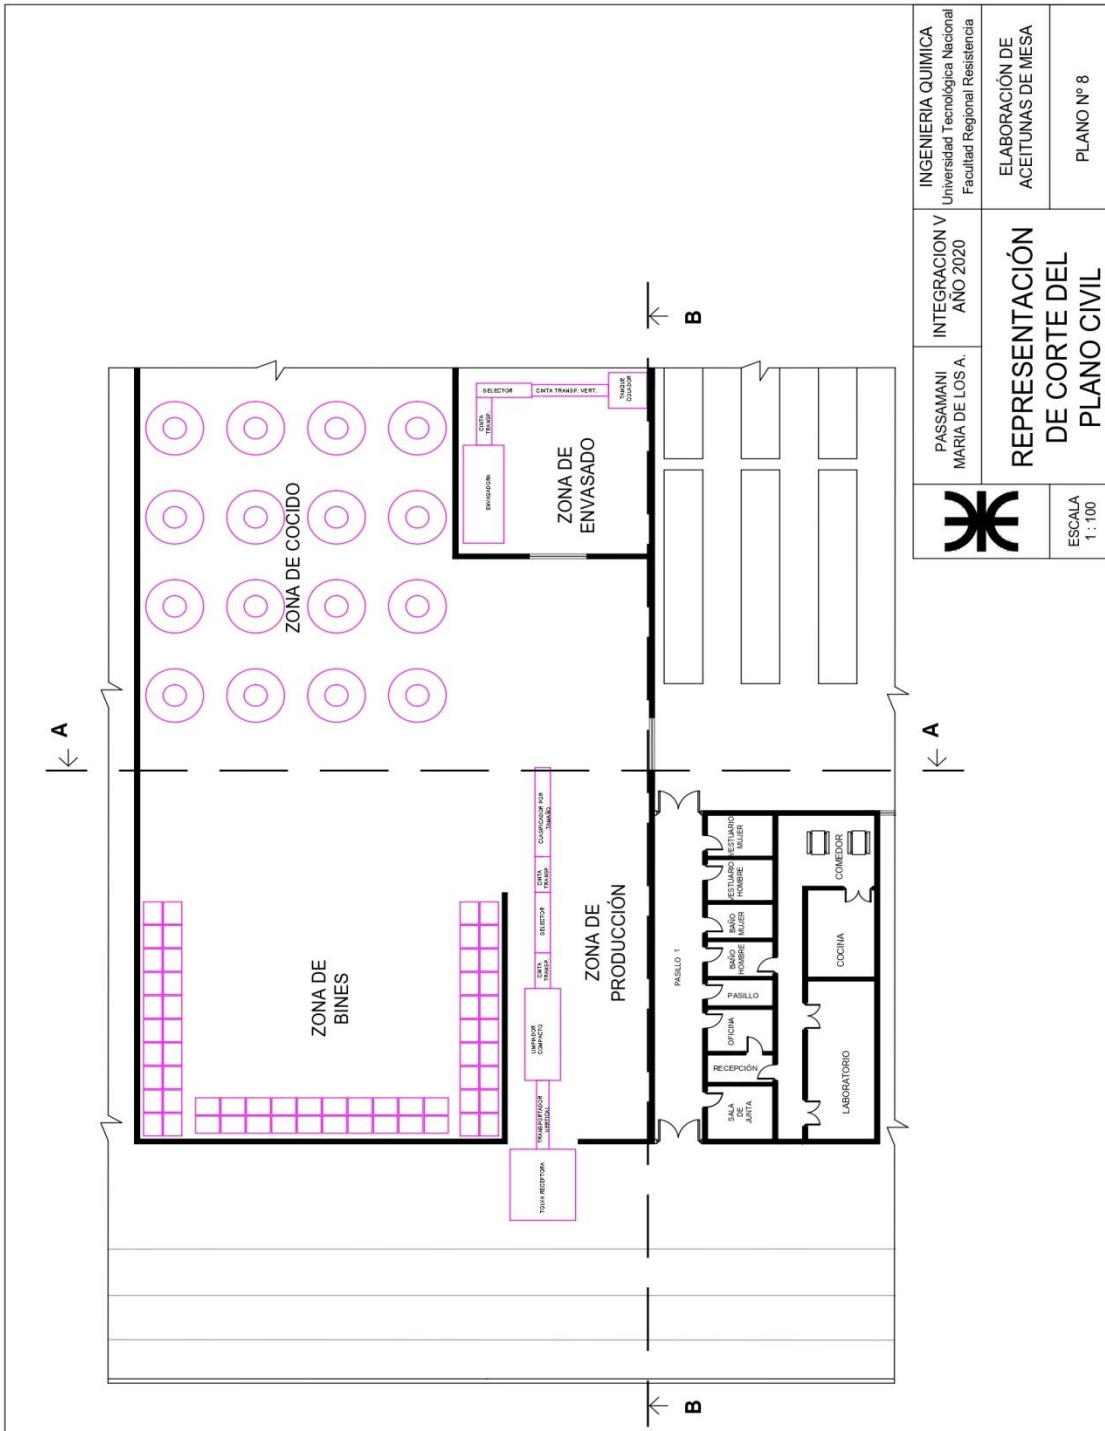 A
A
B
B
ZONA DE
BINES
ZONA DE COCIDO
ZONA DE
PRODUCCIÓN
ZONA DE
ENVASADO
TOLVA RECEPTORA
TRANSPORTADOR
VERTICAL
LIMPIADOR
COMPACTO
CINTA
TRANSP.
SELECTOR
CINTA
TRANSP.
CLASIFICADOR POR
TAMAÑO
ENVASADORA
CINTA
TRANSP.
SELECTOR
CINTA TRANSP. VERT.
TANQUE
COLADOR
PASILLO 1
SALA
DE
JUNTA
RECEPCIÓN
OFICINA
PASILLO
BAÑO
HOMBRE
BAÑO
MUJER
VESTUARIO
HOMBRE
VESTUARIO
MUJER
LABORATORIO
COCINA
COMEDOR
PASSAMANI
MARIA DE LOS A.
INTEGRACION V
AÑO 2020
INGENIERIA QUIMICA
Universidad Tecnológica Nacional
Facultad Regional Resistencia
ESCALA
1 : 100
REPRESENTACIÓN
DE CORTE DEL
PLANO CIVIL
ELABORACIÓN DE
ACEITUNAS DE MESA
PLANO Nº 8